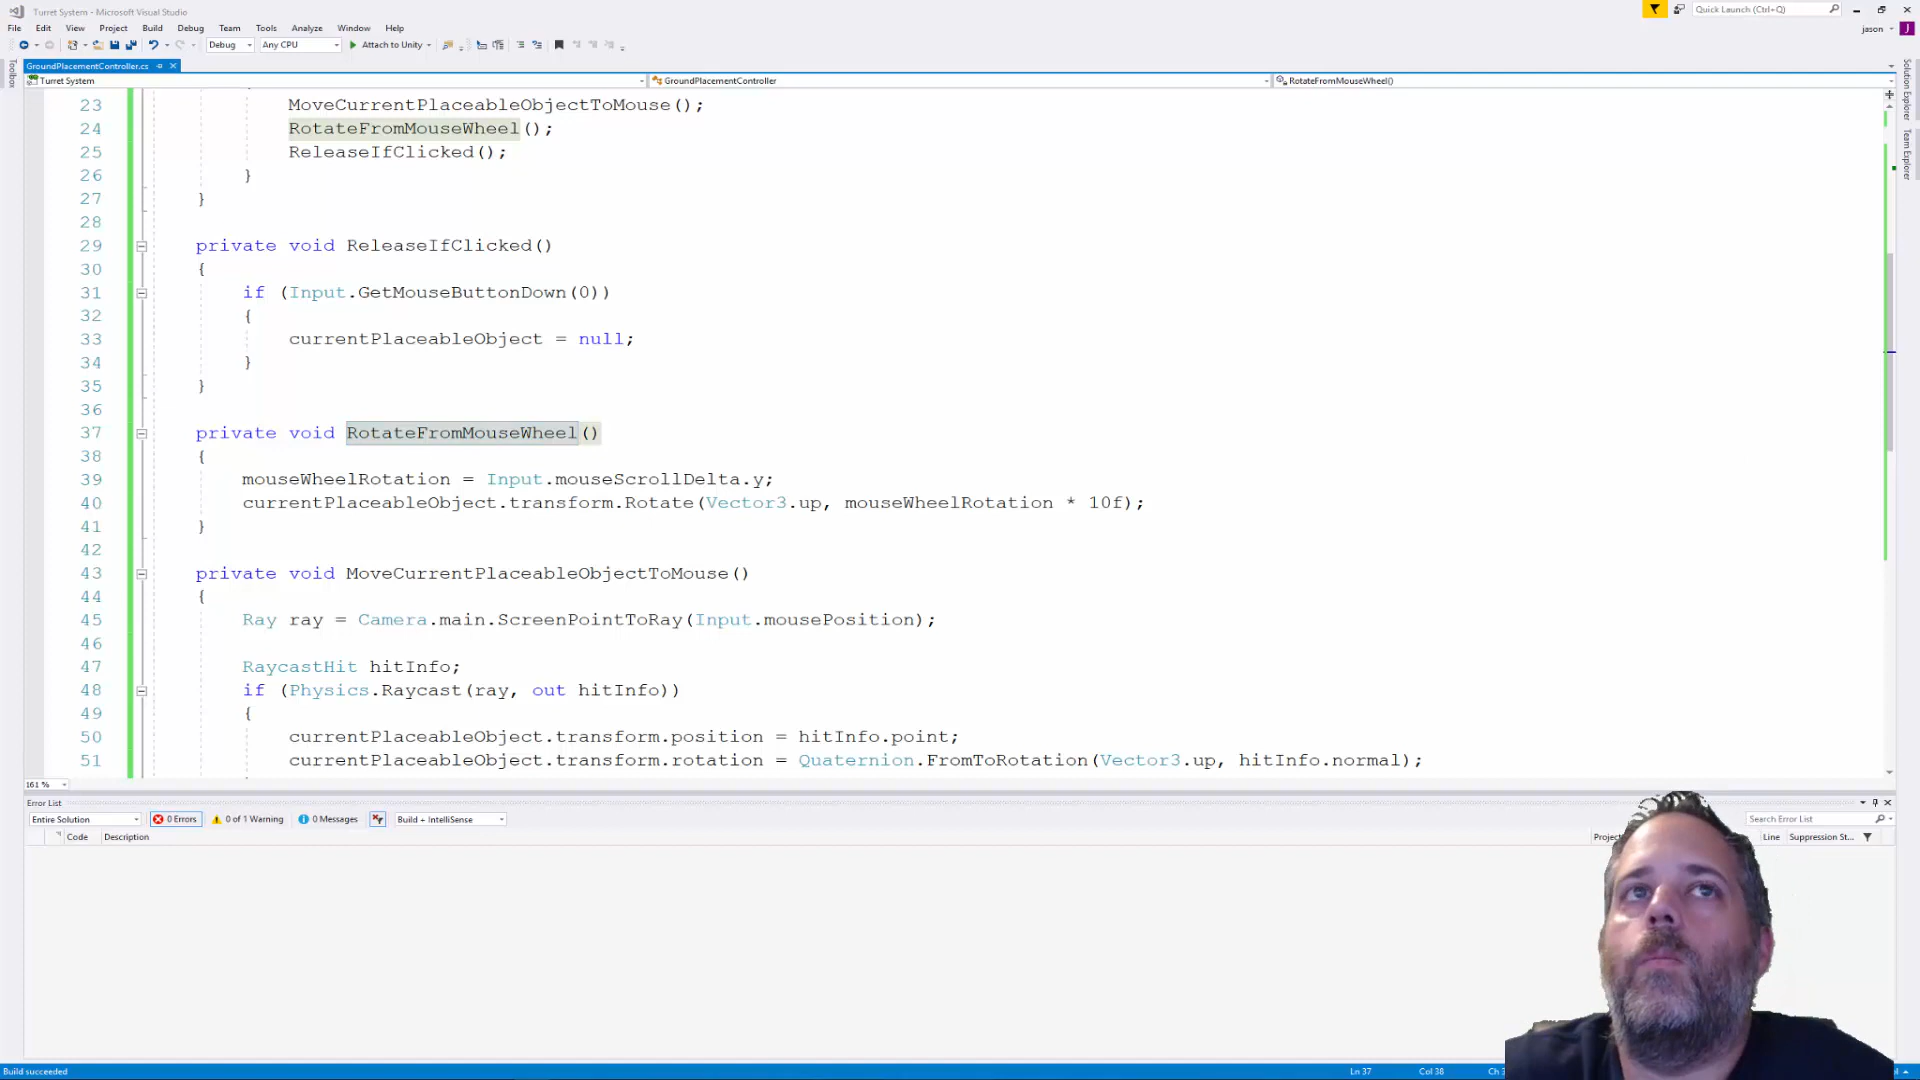 Turret System - Microsoft Visual Studio
Quick Launch (Ctrl+Q)
File Edit View Project Build Debug Team Tools Analyze Window Help
jason J
Debug Any CPU Attach to Unity
Toolbox
GroundPlacementController.cs
Turret System GroundPlacementController RotateFromMouseWheel()
Solution Explorer
Team Explorer
23 MoveCurrentPlaceableObjectToMouse();
24 RotateFromMouseWheel();
25 ReleaseIfClicked();
26 }
27 }
28
29 private void ReleaseIfClicked()
30 {
31 if (Input.GetMouseButtonDown(0))
32 {
33 currentPlaceableObject = null;
34 }
35 }
36
37 private void RotateFromMouseWheel()
38 {
39 mouseWheelRotation = Input.mouseScrollDelta.y;
40 currentPlaceableObject.transform.Rotate(Vector3.up, mouseWheelRotation * 10f);
41 }
42
43 private void MoveCurrentPlaceableObjectToMouse()
44 {
45 Ray ray = Camera.main.ScreenPointToRay(Input.mousePosition);
46
47 RaycastHit hitInfo;
48 if (Physics.Raycast(ray, out hitInfo))
49 {
50 currentPlaceableObject.transform.position = hitInfo.point;
51 currentPlaceableObject.transform.rotation = Quaternion.FromToRotation(Vector3.up, hitInfo.normal);
161 %
Error List
Entire Solution 0 Errors 0 of 1 Warning 0 Messages Build + IntelliSense Search Error List
Code Description Line Suppression St...
Build succeeded Ln 37 Col 38